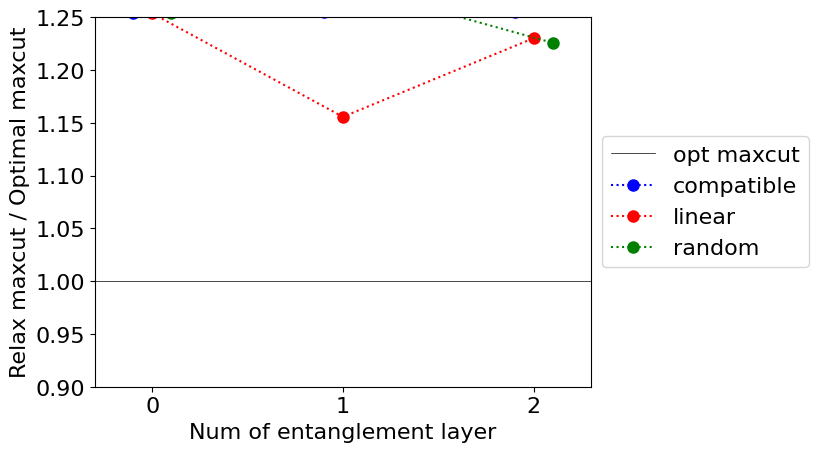 Relax maxcut / Optimal maxcut
1.25
1.20
1.15
1.10
1.05
1.00
0.95
0.90
0
1
2
Num of entanglement layer
opt maxcut
compatible
linear
random